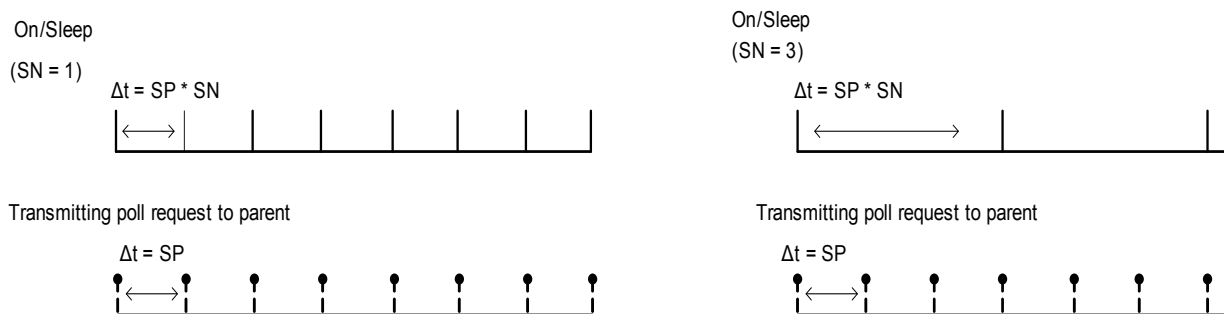 On/Sleep
(SN = 1)
Δt = SP * SN
Transmitting poll request to parent
Δt = SP
On/Sleep
(SN = 3)
Δt = SP * SN
Transmitting poll request to parent
Δt = SP